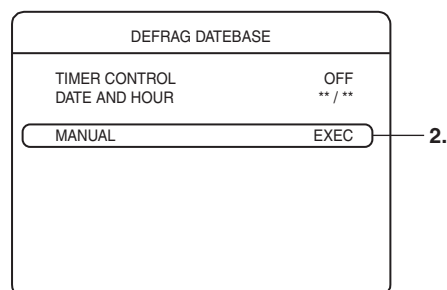 DEFRAG DATEBASE
TIMER CONTROL OFF
DATE AND HOUR ** / **
MANUAL EXEC 2.